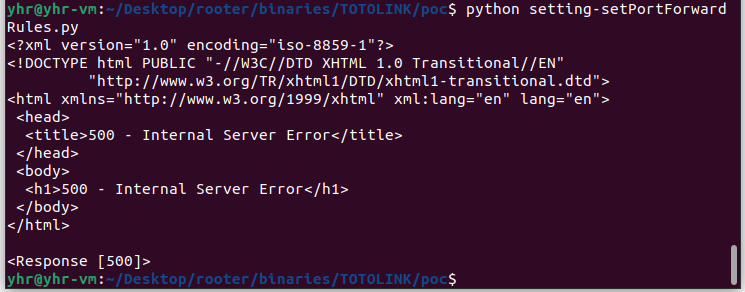 yhr@yhr-vm:~/Desktop/rooter/binaries/TOTOLINK/poc$ python setting-setPortForward
Rules.py
<?xml version="1.0" encoding="iso-8859-1"?>
<!DOCTYPE html PUBLIC "-//W3C//DTD XHTML 1.0 Transitional//EN"
         "http://www.w3.org/TR/xhtml1/DTD/xhtml1-transitional.dtd">
<html xmlns="http://www.w3.org/1999/xhtml" xml:lang="en" lang="en">
 <head>
  <title>500 - Internal Server Error</title>
 </head>
 <body>
  <h1>500 - Internal Server Error</h1>
 </body>
</html>

<Response [500]>
yhr@yhr-vm:~/Desktop/rooter/binaries/TOTOLINK/poc$